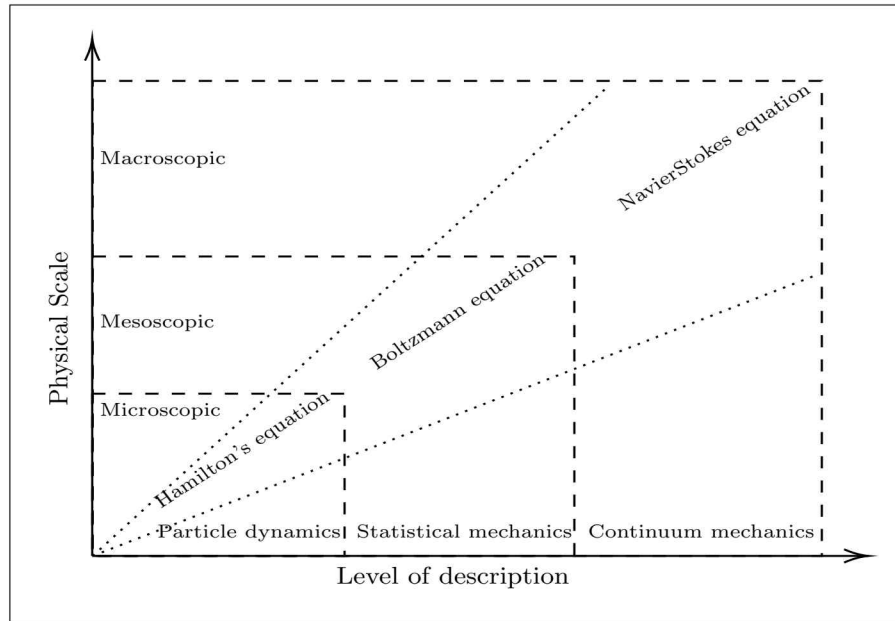 Macroscopic
NavierStokes equation
Physical Scale
Mesoscopic
Boltzmann equation
Microscopic
Hamilton's equation
Particle dynamics
Statistical mechanics
Continuum mechanics
Level of description